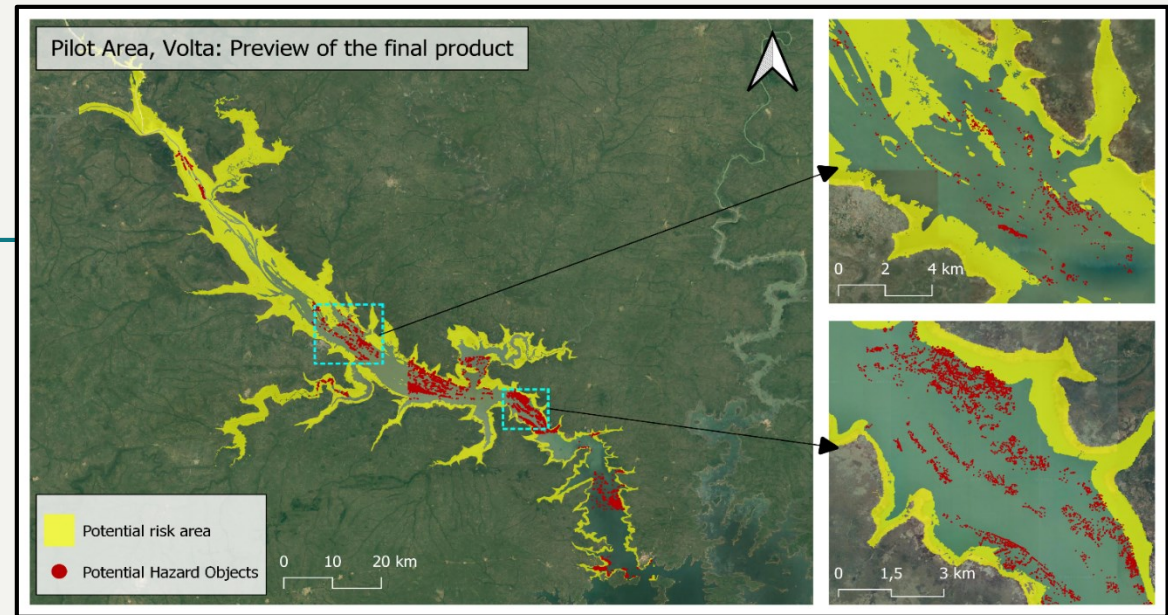 Pilot Area, Volta: Preview of the final product
Potential risk area
Potential Hazard Objects
0 10 20 km
0 2 4 km
0 1,5 3 km